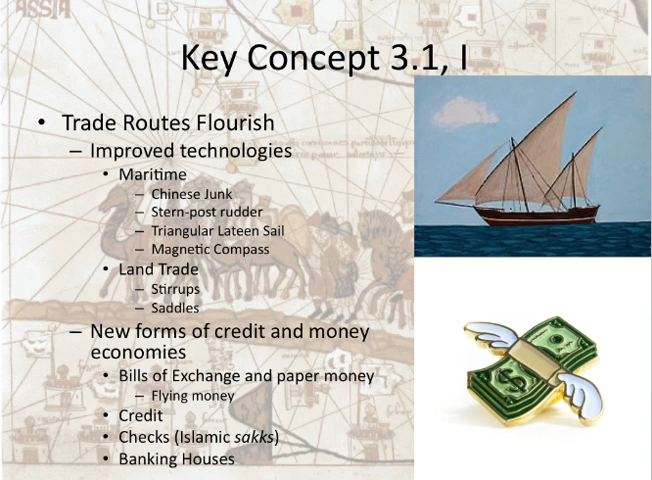 ASSIA
Key Concept 3.1, I
• Trade Routes Flourish
– Improved technologies
• Maritime
– Chinese Junk
– Stern-post rudder
– Triangular Lateen Sail
– Magnetic Compass
• Land Trade
– Stirrups
– Saddles
– New forms of credit and money
economies
• Bills of Exchange and paper money
– Flying money
• Credit
• Checks (Islamic sakks)
• Banking Houses